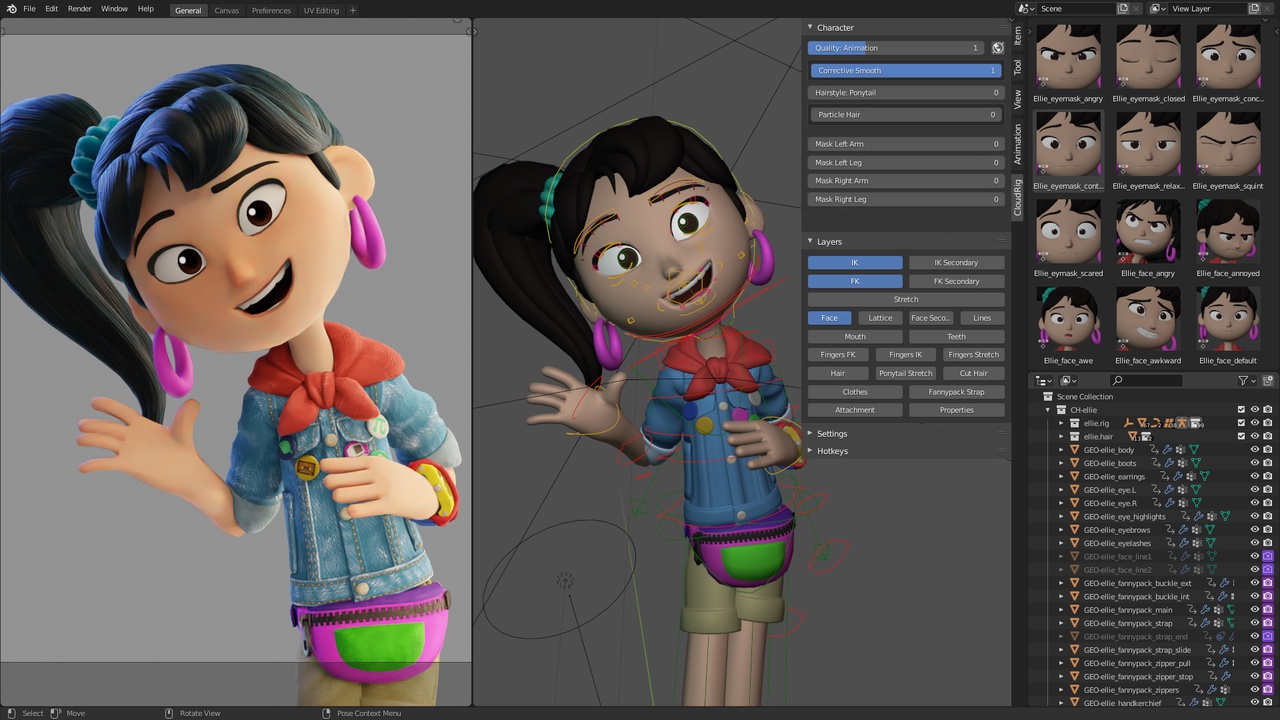 File Edit Render Window Help General Canvas Preferences UV Editing + Scene View Layer
Character
Quality: Animation 1
Corrective Smooth 1
Hairstyle: Ponytail 0
Particle Hair 0
Mask Left Arm 0
Mask Left Leg 0
Mask Right Arm 0
Mask Right Leg 0
Layers
IK IK Secondary
FK FK Secondary
Stretch
Face Lattice Face Seco... Lines
Mouth Teeth
Fingers FK Fingers IK Fingers Stretch
Hair Ponytail Stretch Cut Hair
Clothes Fannypack Strap
Attachment Properties
Settings
Hotkeys
Item
Tool
View
Animation
CloudRig
Ellie_eyemask_angry Ellie_eyemask_closed Ellie_eyemask_conc...
Ellie_eyemask_cont... Ellie_eyemask_relax... Ellie_eyemask_squint
Ellie_eymask_scared Ellie_face_angry Ellie_face_annoyed
Ellie_face_awe Ellie_face_awkward Ellie_face_default
Scene Collection
CH-ellie
ellie.rig
ellie.hair
GEO-ellie_body
GEO-ellie_boots
GEO-ellie_earrings
GEO-ellie_eye.L
GEO-ellie_eye.R
GEO-ellie_eye_highlights
GEO-ellie_eyebrows
GEO-ellie_eyelashes
GEO-ellie_face_line1
GEO-ellie_face_line2
GEO-ellie_fannypack_buckle_ext
GEO-ellie_fannypack_buckle_int
GEO-ellie_fannypack_main
GEO-ellie_fannypack_strap
GEO-ellie_fannypack_strap_end
GEO-ellie_fannypack_strap_slide
GEO-ellie_fannypack_zipper_pull
GEO-ellie_fannypack_zipper_stop
GEO-ellie_fannypack_zippers
GEO-ellie_handkerchief
Select Move Rotate View Pose Context Menu